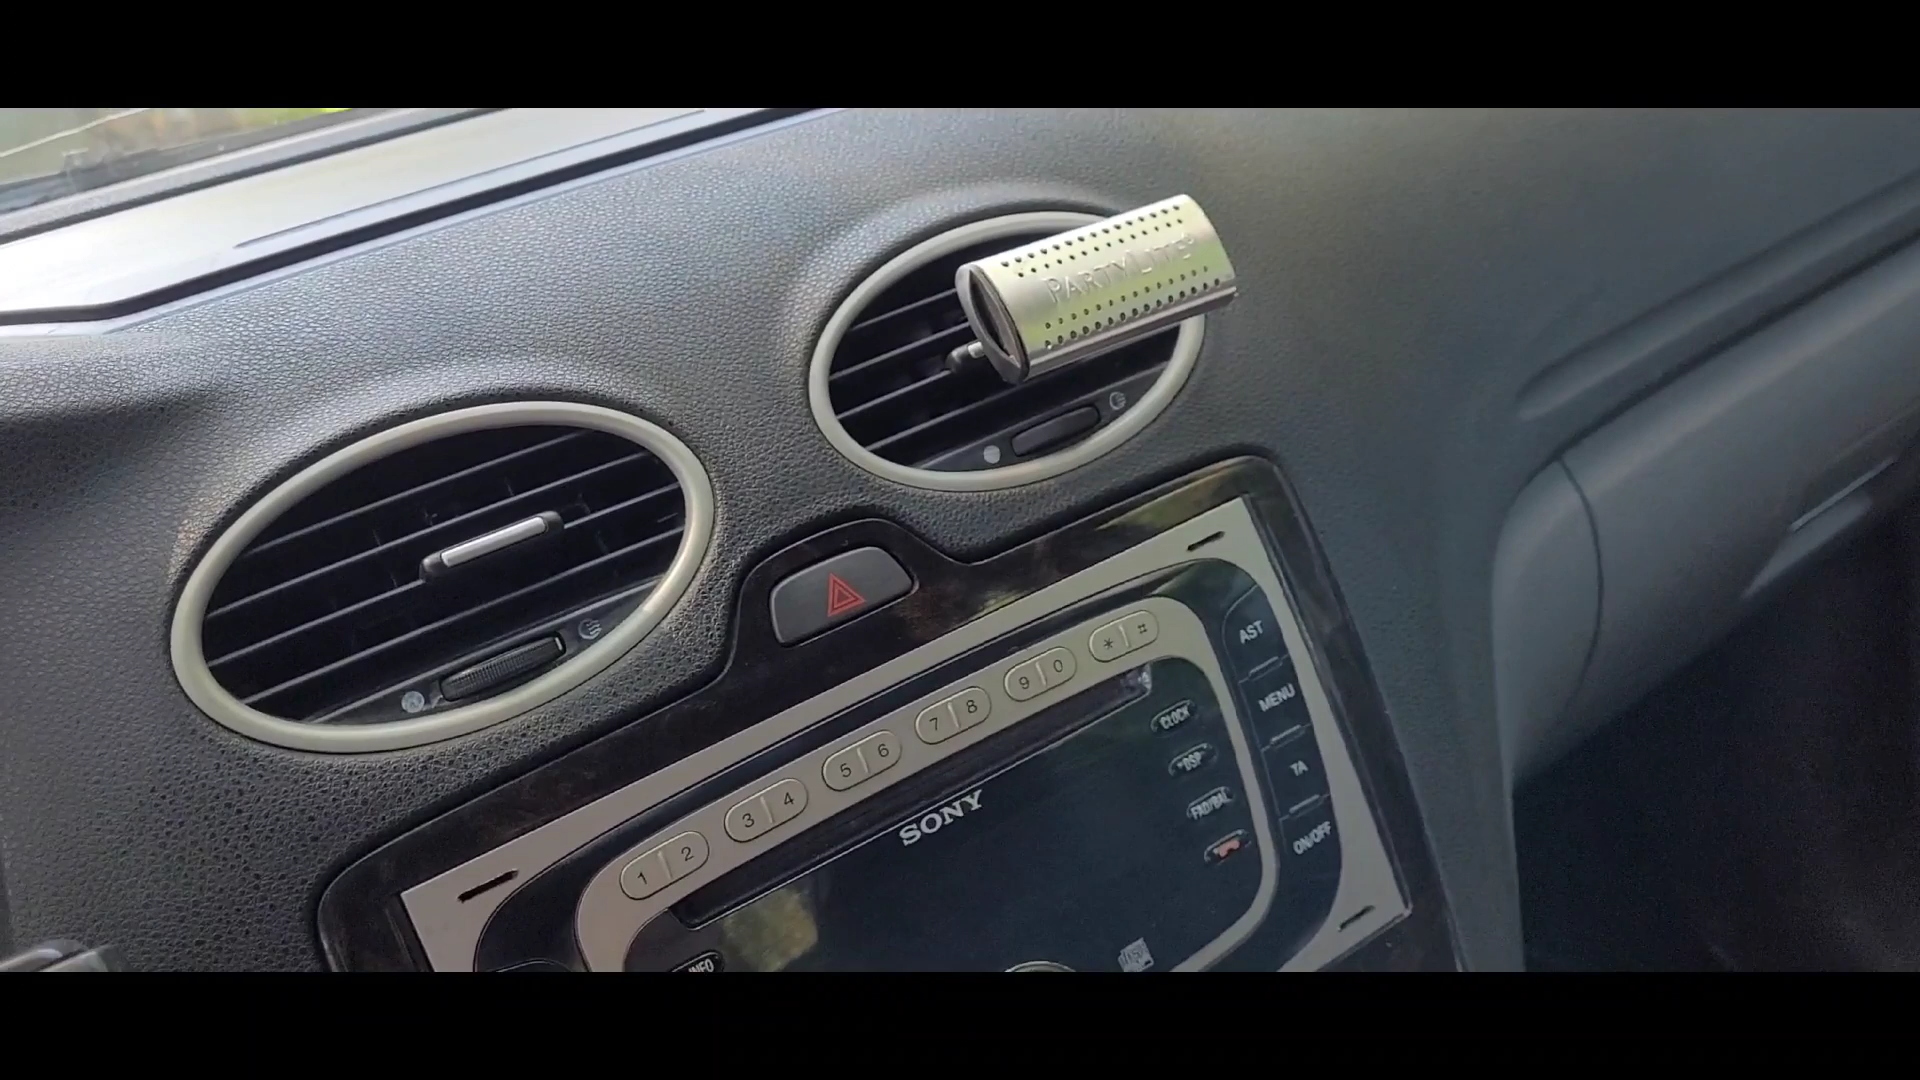 PARTYLITE
1 2 3 4 5 6 7 8 9 0 * #
SONY
AST
MENU
TA
ON/OFF
CLOCK
*DSP
FAD/BAL
INFO